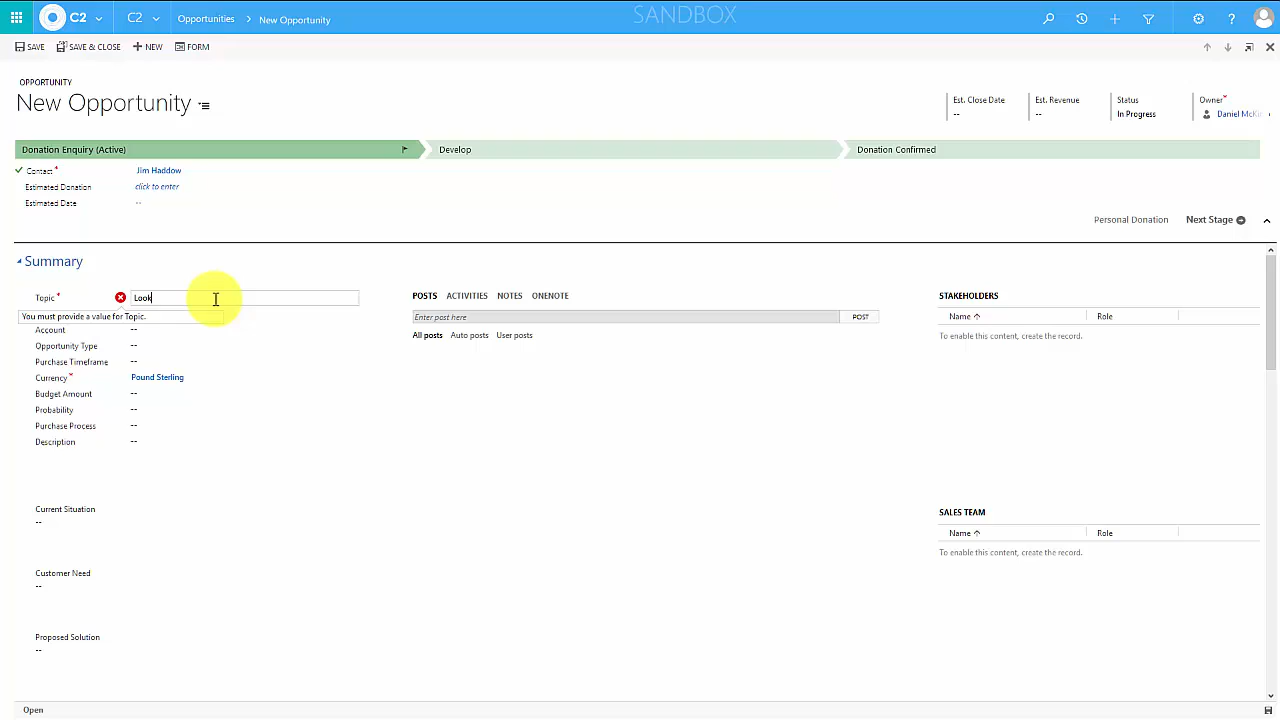 C2 C2 Opportunities > New Opportunity SANDBOX ?
SAVE SAVE & CLOSE + NEW FORM
OPPORTUNITY
New Opportunity
Est. Close Date
--
Est. Revenue
--
Status
In Progress
Owner*
Donation Enquiry (Active) Develop Donation Confirmed
Contact * Jim Haddow
Estimated Donation click to enter
Estimated Date --
Personal Donation Next Stage
Summary
Topic * Look
You must provide a value for Topic.
Account --
Opportunity Type --
Purchase Timeframe --
Currency * Pound Sterling
Budget Amount --
Probability --
Purchase Process --
Description --
Current Situation
--
Customer Need
--
Proposed Solution
--
POSTS ACTIVITIES NOTES ONENOTE
Enter post here POST
All posts Auto posts User posts
STAKEHOLDERS
Name ↑ Role
To enable this content, create the record.
SALES TEAM
Name ↑ Role
To enable this content, create the record.
Open